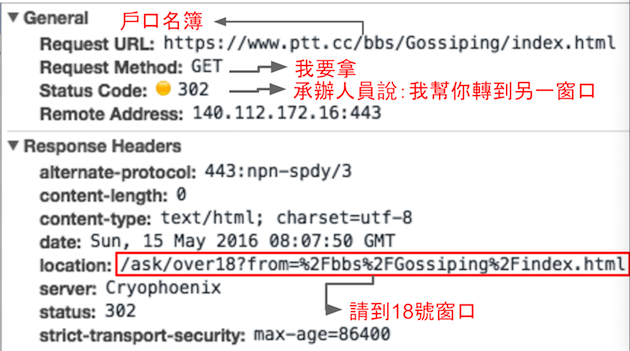 ▼ General
戶口名簿
Request URL: https://www.ptt.cc/bbs/Gossiping/index.html
Request Method: GET 我要拿
Status Code: 302 承辦人員說:我幫你轉到另一窗口
Remote Address: 140.112.172.16:443
▼ Response Headers
alternate-protocol: 443:npn-spdy/3
content-length: 0
content-type: text/html; charset=utf-8
date: Sun, 15 May 2016 08:07:50 GMT
location: /ask/over18?from=%2Fbbs%2FGossiping%2Findex.html
server: Cryophoenix
status: 302
請到18號窗口
strict-transport-security: max-age=86400